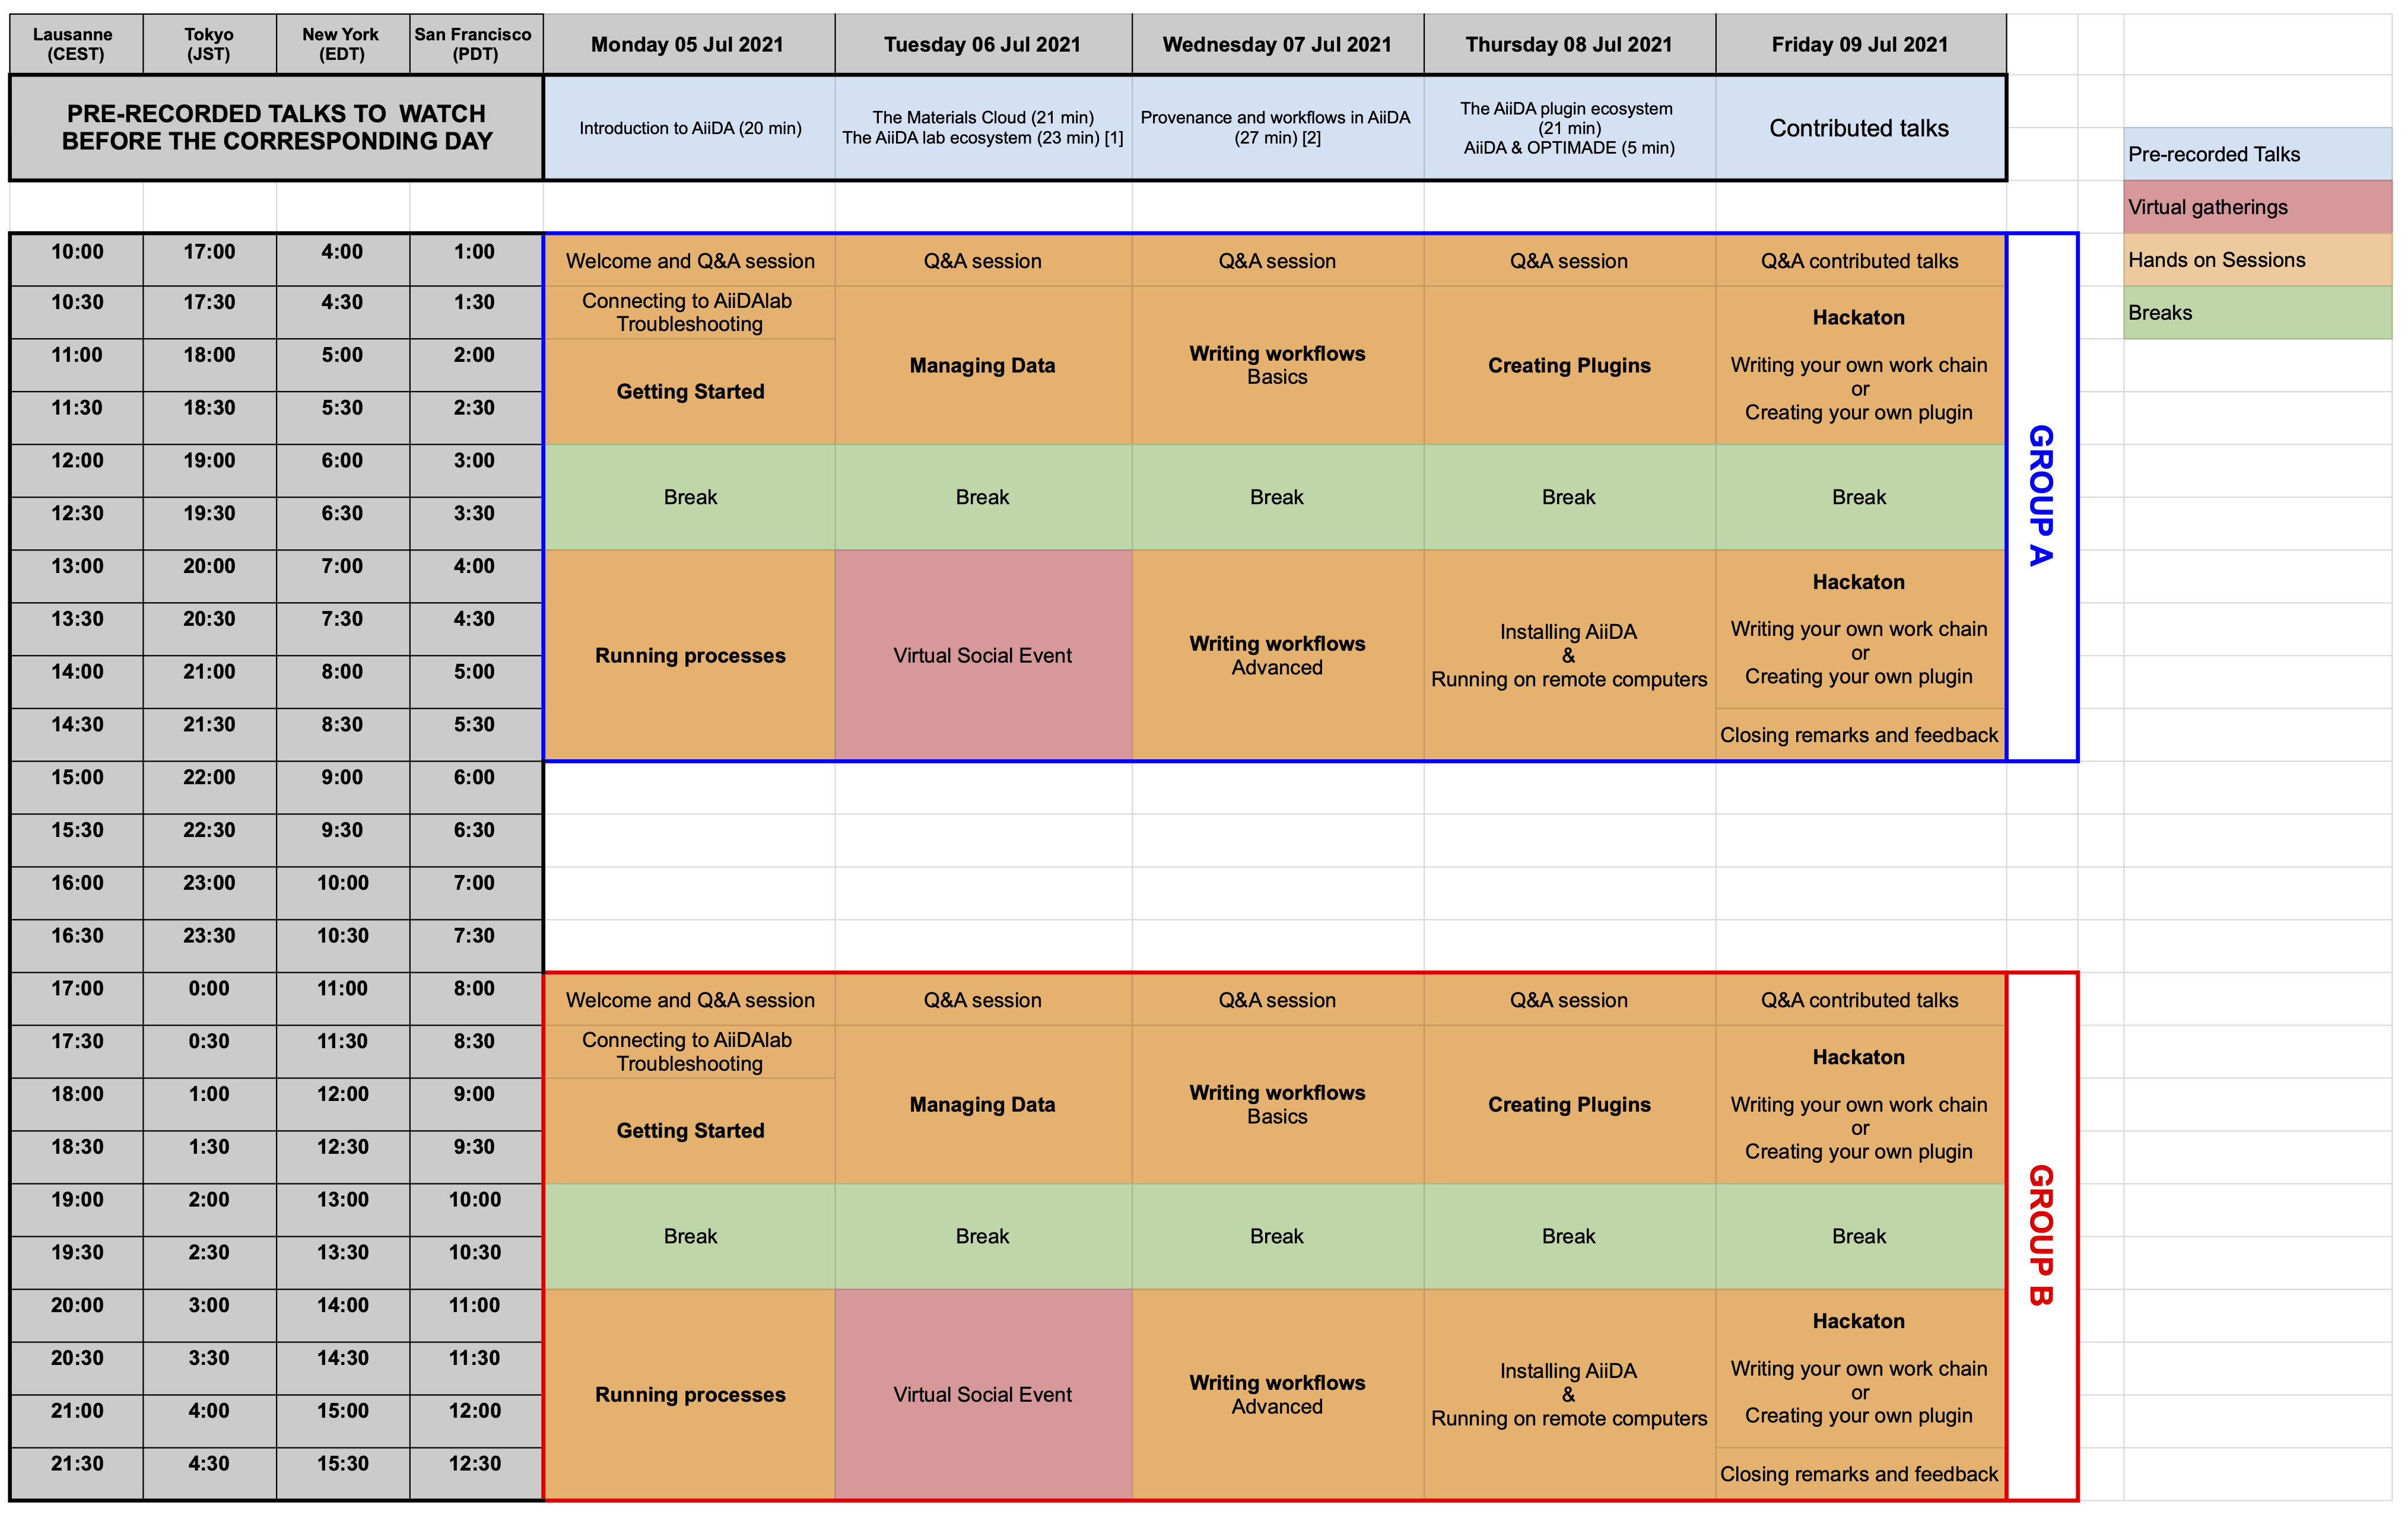 Lausanne
(CEST)
Tokyo
(JST)
New York
(EDT)
San Francisco
(PDT)
Monday 05 Jul 2021
Tuesday 06 Jul 2021
Wednesday 07 Jul 2021
Thursday 08 Jul 2021
Friday 09 Jul 2021
PRE-RECORDED TALKS TO WATCH
BEFORE THE CORRESPONDING DAY
Introduction to AiiDA (20 min)
The Materials Cloud (21 min)
The AiiDA lab ecosystem (23 min) [1]
Provenance and workflows in AiiDA
(27 min) [2]
The AiiDA plugin ecosystem
(21 min)
AiiDA & OPTIMADE (5 min)
Contributed talks
Pre-recorded Talks
Virtual gatherings
Hands on Sessions
Breaks
10:00 17:00 4:00 1:00
10:30 17:30 4:30 1:30
11:00 18:00 5:00 2:00
11:30 18:30 5:30 2:30
12:00 19:00 6:00 3:00
12:30 19:30 6:30 3:30
13:00 20:00 7:00 4:00
13:30 20:30 7:30 4:30
14:00 21:00 8:00 5:00
14:30 21:30 8:30 5:30
15:00 22:00 9:00 6:00
15:30 22:30 9:30 6:30
16:00 23:00 10:00 7:00
16:30 23:30 10:30 7:30
17:00 0:00 11:00 8:00
17:30 0:30 11:30 8:30
18:00 1:00 12:00 9:00
18:30 1:30 12:30 9:30
19:00 2:00 13:00 10:00
19:30 2:30 13:30 10:30
20:00 3:00 14:00 11:00
20:30 3:30 14:30 11:30
21:00 4:00 15:00 12:00
21:30 4:30 15:30 12:30
Welcome and Q&A session
Q&A session
Q&A session
Q&A session
Q&A contributed talks
Connecting to AiiDAlab
Troubleshooting
Getting Started
Managing Data
Writing workflows
Basics
Creating Plugins
Hackaton
Writing your own work chain
or
Creating your own plugin
Break
Break
Break
Break
Break
Running processes
Virtual Social Event
Writing workflows
Advanced
Installing AiiDA
&
Running on remote computers
Hackaton
Writing your own work chain
or
Creating your own plugin
Closing remarks and feedback
GROUP A
Welcome and Q&A session
Q&A session
Q&A session
Q&A session
Q&A contributed talks
Connecting to AiiDAlab
Troubleshooting
Getting Started
Managing Data
Writing workflows
Basics
Creating Plugins
Hackaton
Writing your own work chain
or
Creating your own plugin
Break
Break
Break
Break
Break
Running processes
Virtual Social Event
Writing workflows
Advanced
Installing AiiDA
&
Running on remote computers
Hackaton
Writing your own work chain
or
Creating your own plugin
Closing remarks and feedback
GROUP B